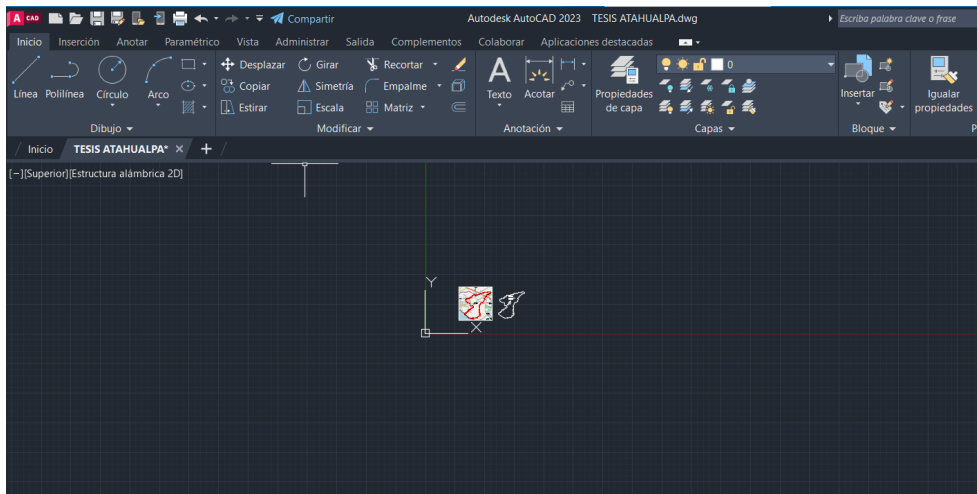 A CAD Compartir Autodesk AutoCAD 2023 TESIS ATAHUALPA.dwg Escriba palabra clave o frase
Inicio Inserción Anotar Paramétrico Vista Administrar Salida Complementos Colaborar Aplicaciones destacadas
Línea Polilínea Círculo Arco
Desplazar Girar Recortar
Copiar Simetría Empalme
Estirar Escala Matriz
Texto Acotar
Propiedades de capa
0
Insertar
Igualar propiedades
Dibujo Modificar Anotación Capas Bloque P
Inicio TESIS ATAHUALPA*
[−][Superior][Estructura alámbrica 2D]
Y
X